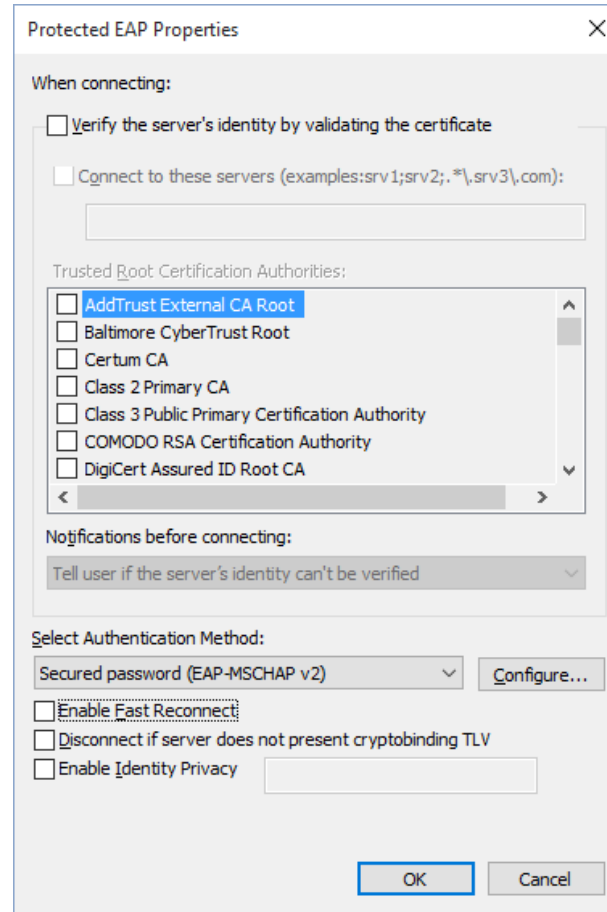 Protected EAP Properties
When connecting:
Verify the server's identity by validating the certificate
Connect to these servers (examples:srv1;srv2;.*\.srv3\.com):
Trusted Root Certification Authorities:
AddTrust External CA Root
Baltimore CyberTrust Root
Certum CA
Class 2 Primary CA
Class 3 Public Primary Certification Authority
COMODO RSA Certification Authority
DigiCert Assured ID Root CA
Notifications before connecting:
Tell user if the server's identity can't be verified
Select Authentication Method:
Secured password (EAP-MSCHAP v2) Configure...
Enable Fast Reconnect
Disconnect if server does not present cryptobinding TLV
Enable Identity Privacy
OK Cancel